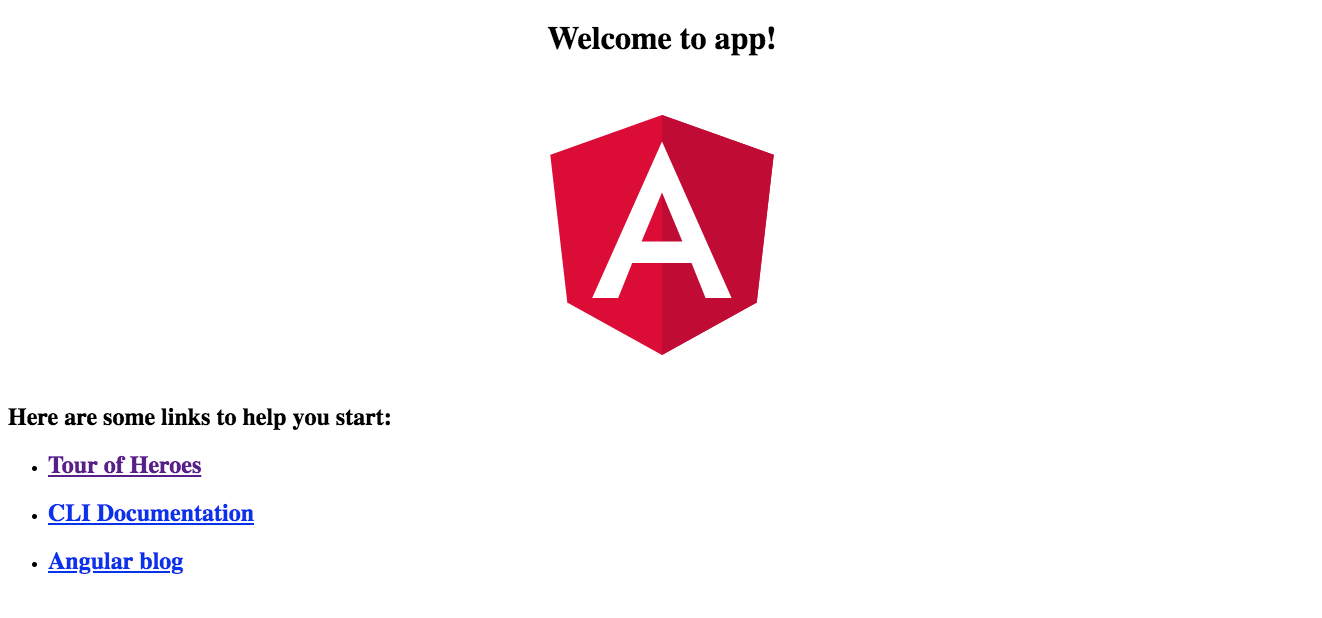 Welcome to app!
A
Here are some links to help you start:
Tour of Heroes
CLI Documentation
Angular blog